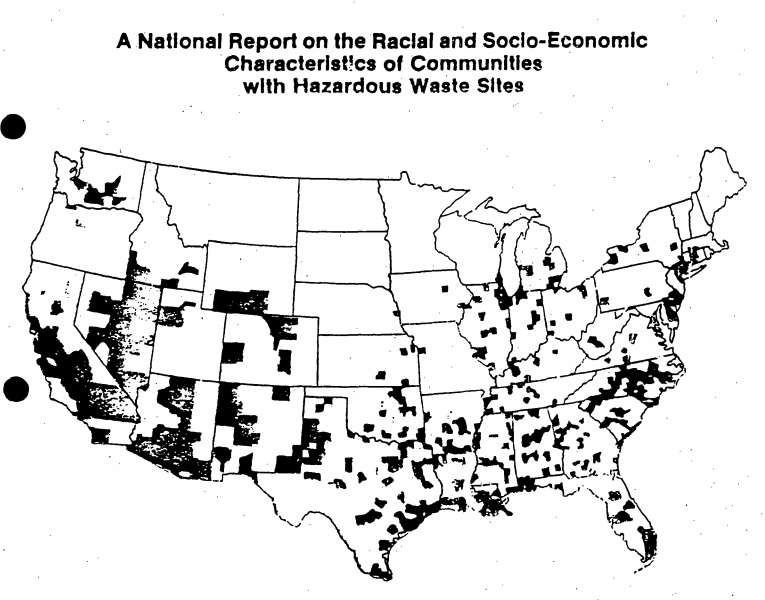 A National Report on the Racial and Socio-Economic
Characteristics of Communities
with Hazardous Waste Sites